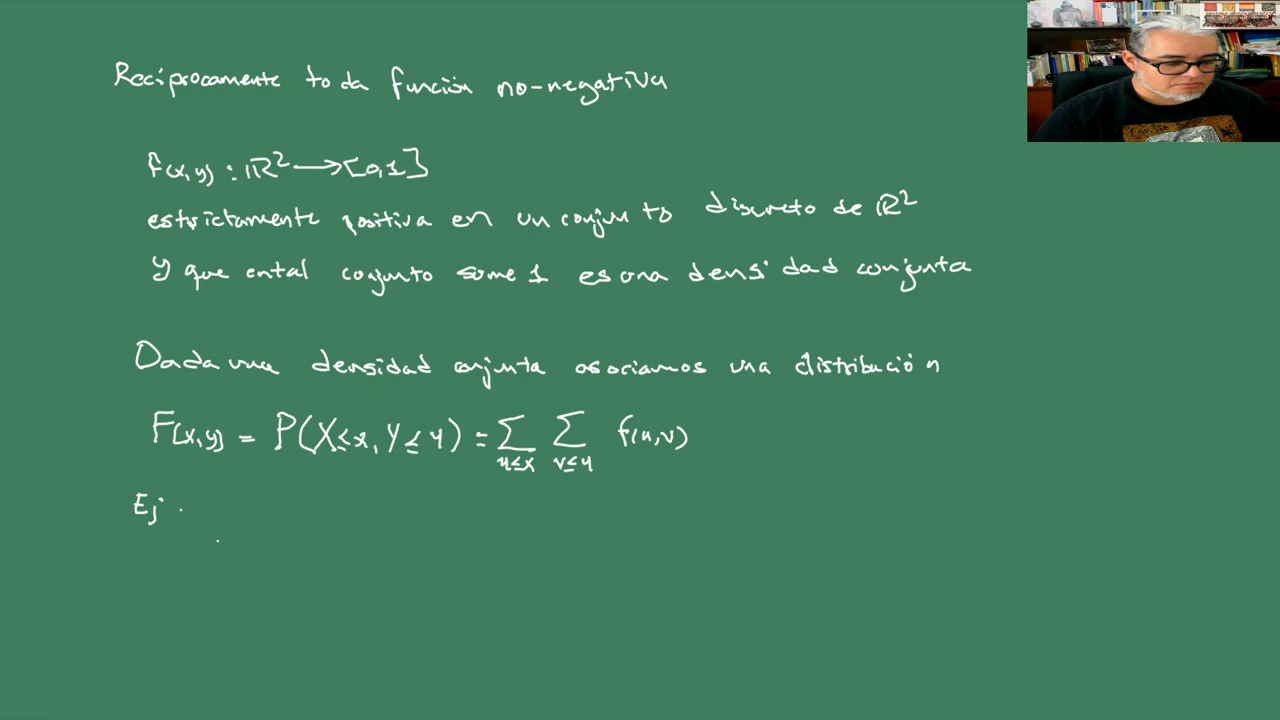 Recíprocamente toda función no-negativa
f(x,y) : ℝ² → [0,1]
estrictamente positiva en un conjunto discreto de ℝ²
y que en tal conjunto sume 1 es una densidad conjunta
Dada una densidad conjunta asociamos una distribución
F(x,y) = P(X≤x, Y≤y) = ∑_{u≤x} ∑_{v≤y} f(u,v)
Ej